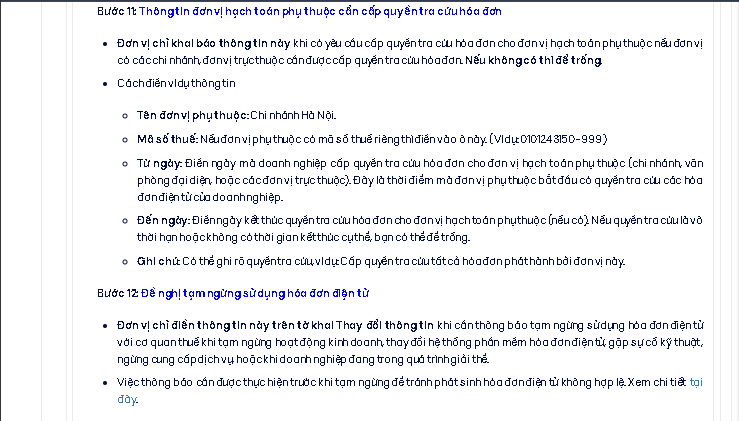 Bước 11: Thông tin đơn vị hạch toán phụ thuộc cần cấp quyền tra cứu hóa đơn
Đơn vị chỉ khai báo thông tin này khi có yêu cầu cấp quyền tra cứu hóa đơn cho đơn vị hạch toán phụ thuộc nếu đơn vị
có các chi nhánh, đơn vị trực thuộc cần được cấp quyền tra cứu hóa đơn. Nếu không có thì để trống.
Cách điền ví dụ thông tin
Tên đơn vị phụ thuộc: Chi nhánh Hà Nội.
Mã số thuế: Nếu đơn vị phụ thuộc có mã số thuế riêng thì điền vào ô này. (Ví dụ: 0101243150-999)
Từ ngày: Điền ngày mà doanh nghiệp cấp quyền tra cứu hóa đơn cho đơn vị hạch toán phụ thuộc (chi nhánh, văn
phòng đại diện, hoặc các đơn vị trực thuộc). Đây là thời điểm mà đơn vị phụ thuộc bắt đầu có quyền tra cứu các hóa
đơn điện tử của doanh nghiệp.
Đến ngày: Điền ngày kết thúc quyền tra cứu hóa đơn cho đơn vị hạch toán phụ thuộc (nếu có). Nếu quyền tra cứu là vô
thời hạn hoặc không có thời gian kết thúc cụ thể, bạn có thể để trống.
Ghi chú: Có thể ghi rõ quyền tra cứu, ví dụ: Cấp quyền tra cứu tất cả hóa đơn phát hành bởi đơn vị này.
Bước 12: Đề nghị tạm ngừng sử dụng hóa đơn điện tử
Đơn vị chỉ điền thông tin này trên tờ khai Thay đổi thông tin khi cần thông báo tạm ngừng sử dụng hóa đơn điện tử
với cơ quan thuế khi tạm ngừng hoạt động kinh doanh, thay đổi hệ thống phần mềm hóa đơn điện tử, gặp sự cố kỹ thuật,
ngừng cung cấp dịch vụ, hoặc khi doanh nghiệp đang trong quá trình giải thể.
Việc thông báo cần được thực hiện trước khi tạm ngừng để tránh phát sinh hóa đơn điện tử không hợp lệ. Xem chi tiết tại
đây.